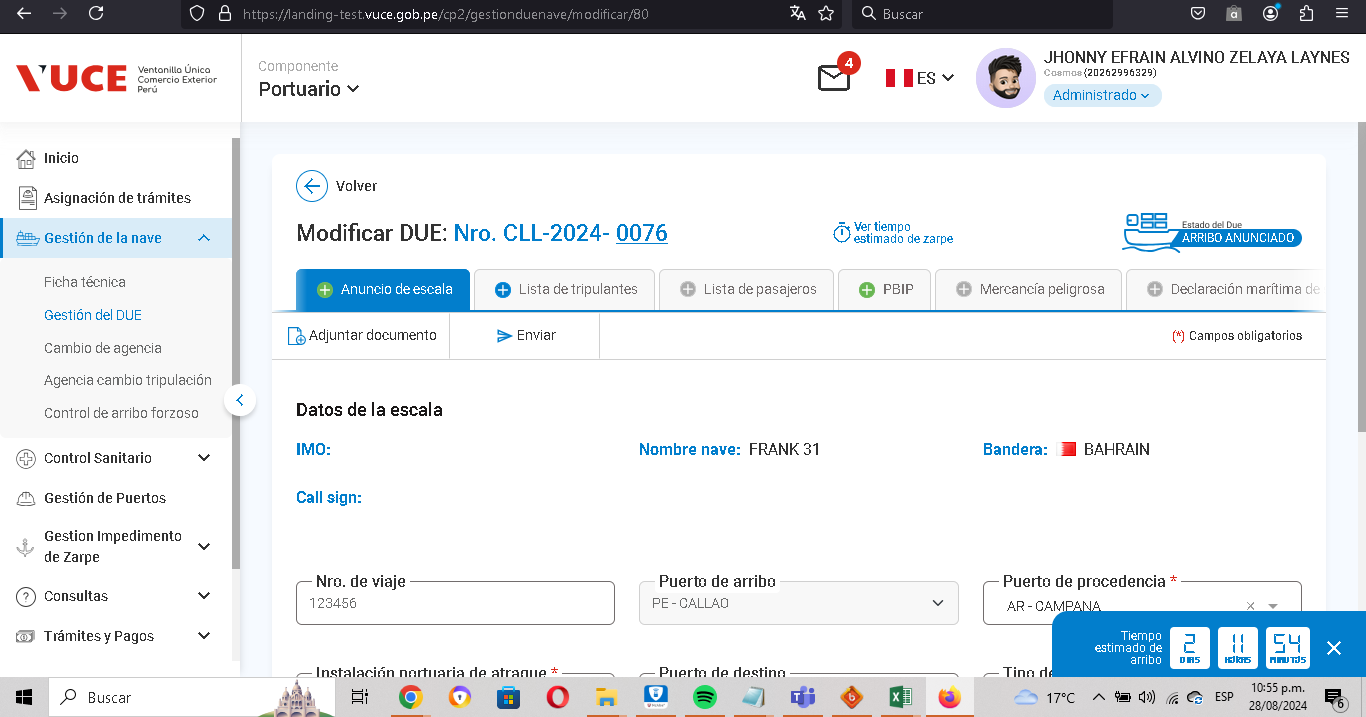 https://landing-test.vuce.gob.pe/cp2/gestionduenave/modificar/80
Buscar
VUCE
Ventanilla Única
Comercio Exterior
Perú
Componente
Portuario
4
ES
JHONNY EFRAIN ALVINO ZELAYA LAYNES
Cosmos (20262996329)
Administrado
Inicio
Asignación de trámites
Gestión de la nave
Ficha técnica
Gestión del DUE
Cambio de agencia
Agencia cambio tripulación
Control de arribo forzoso
Control Sanitario
Gestión de Puertos
Gestion Impedimento
de Zarpe
Consultas
Trámites y Pagos
Volver
Modificar DUE: Nro. CLL-2024- 0076
Ver tiempo
estimado de zarpe
Estado del Due
ARRIBO ANUNCIADO
Anuncio de escala
Lista de tripulantes
Lista de pasajeros
PBIP
Mercancía peligrosa
Declaración marítima de
Adjuntar documento
Enviar
(*) Campos obligatorios
Datos de la escala
IMO:
Nombre nave: FRANK 31
Bandera: BAHRAIN
Call sign:
Nro. de viaje
123456
Puerto de arribo
PE - CALLAO
Puerto de procedencia *
AR - CAMPANA
Instalación portuaria de atraque *
Puerto de destino
Tipo de
Tiempo
estimado de
arribo
2
DIAS
11
HORAS
54
MINUTOS
Buscar
17°C
ESP
10:55 p.m.
28/08/2024
6